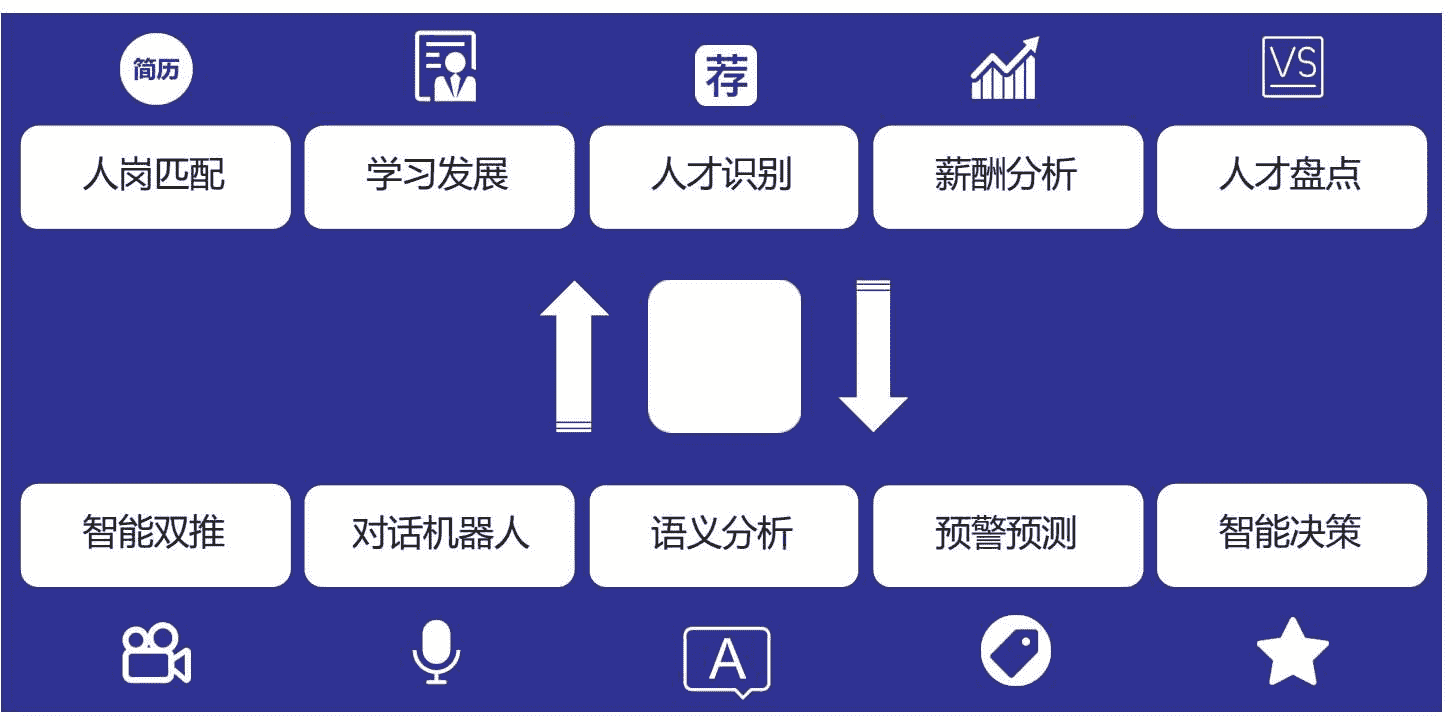 简历
荐
VS
人岗匹配
学习发展
人才识别
薪酬分析
人才盘点
智能双推
对话机器人
语义分析
预警预测
智能决策
A